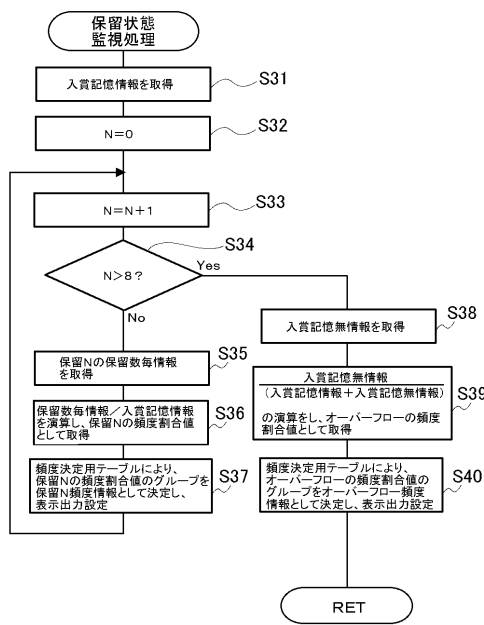 保留状態
監視処理
入賞記憶情報を取得
S31
N=0
S32
N=N+1
S33
N>8?
S34
Yes
No
保留Nの保留数毎情報
を取得
S35
保留数毎情報/入賞記憶情報
を演算し、保留Nの頻度割合値
として取得
S36
頻度決定用テーブルにより、
保留Nの頻度割合値のグループを
保留N頻度情報として決定し、
表示出力設定
S37
入賞記憶無情報を取得
S38
入賞記憶無情報
(入賞記憶情報+入賞記憶無情報)
の演算をし、オーバーフローの頻度
割合値として取得
S39
頻度決定用テーブルにより、
オーバーフローの頻度割合値の
グループをオーバーフロー頻度
情報として決定し、表示出力設定
S40
RET